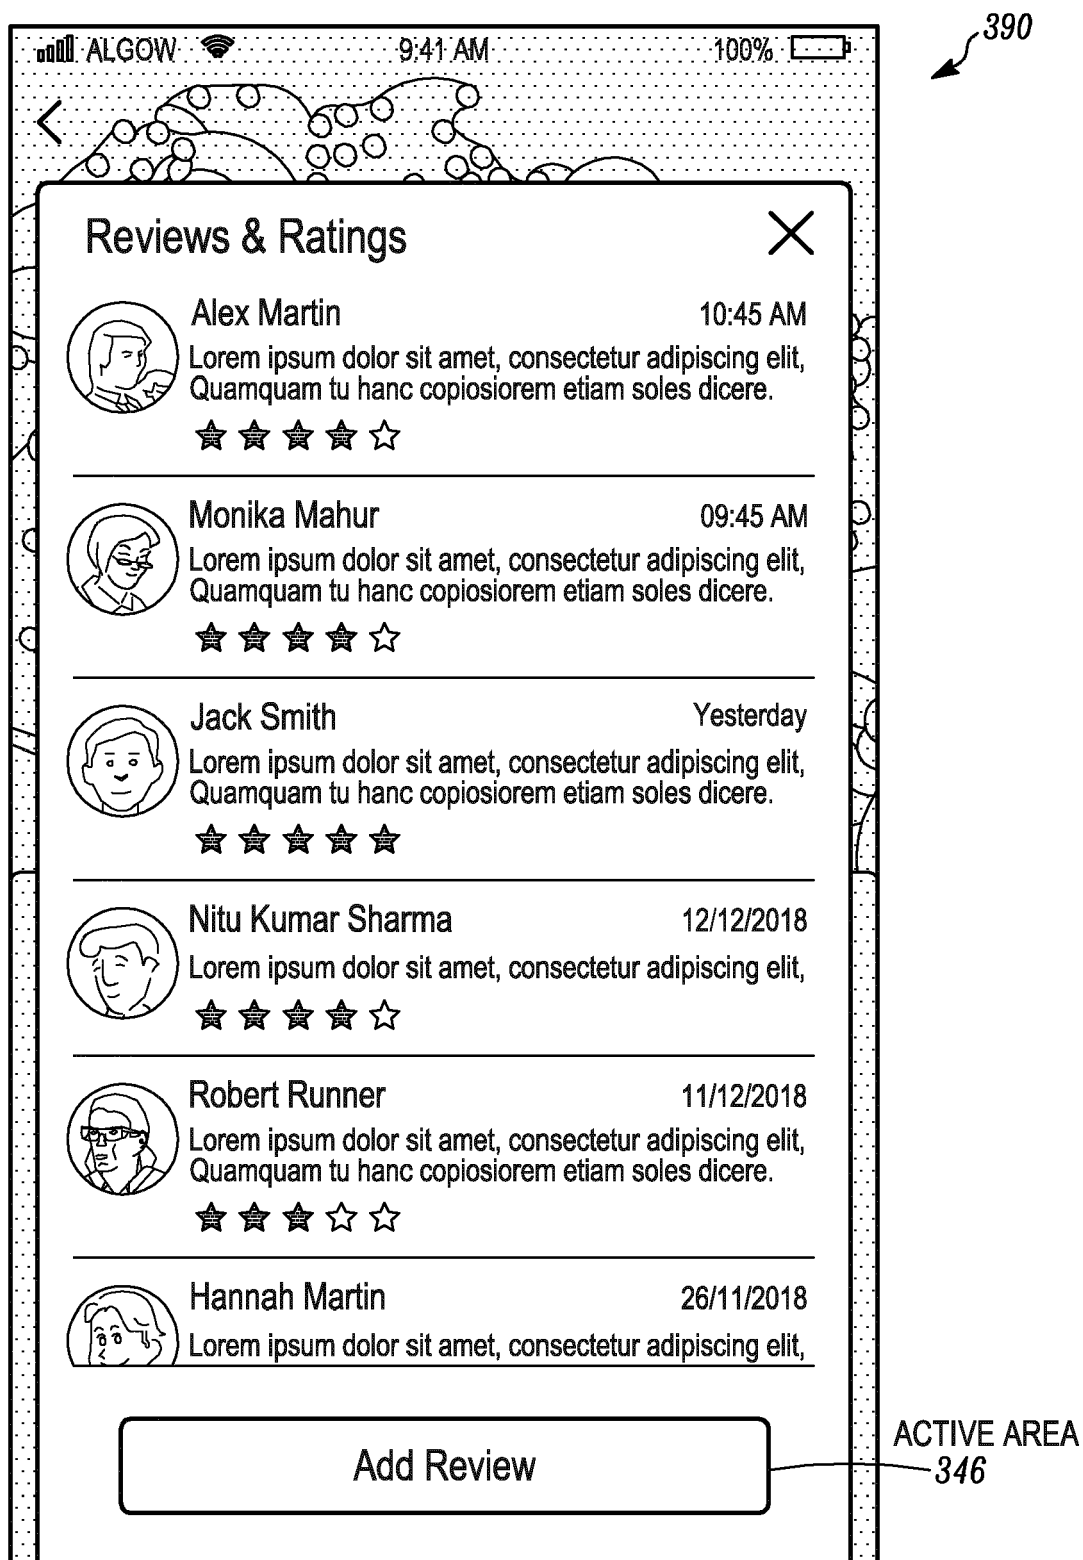 390
ALGOW 9:41 AM 100%
Reviews & Ratings
Alex Martin 10:45 AM
Lorem ipsum dolor sit amet, consectetur adipiscing elit,
Quamquam tu hanc copiosiorem etiam soles dicere.
Monika Mahur 09:45 AM
Lorem ipsum dolor sit amet, consectetur adipiscing elit,
Quamquam tu hanc copiosiorem etiam soles dicere.
Jack Smith Yesterday
Lorem ipsum dolor sit amet, consectetur adipiscing elit,
Quamquam tu hanc copiosiorem etiam soles dicere.
Nitu Kumar Sharma 12/12/2018
Lorem ipsum dolor sit amet, consectetur adipiscing elit,
Robert Runner 11/12/2018
Lorem ipsum dolor sit amet, consectetur adipiscing elit,
Quamquam tu hanc copiosiorem etiam soles dicere.
Hannah Martin 26/11/2018
Lorem ipsum dolor sit amet, consectetur adipiscing elit,
Add Review
ACTIVE AREA
346